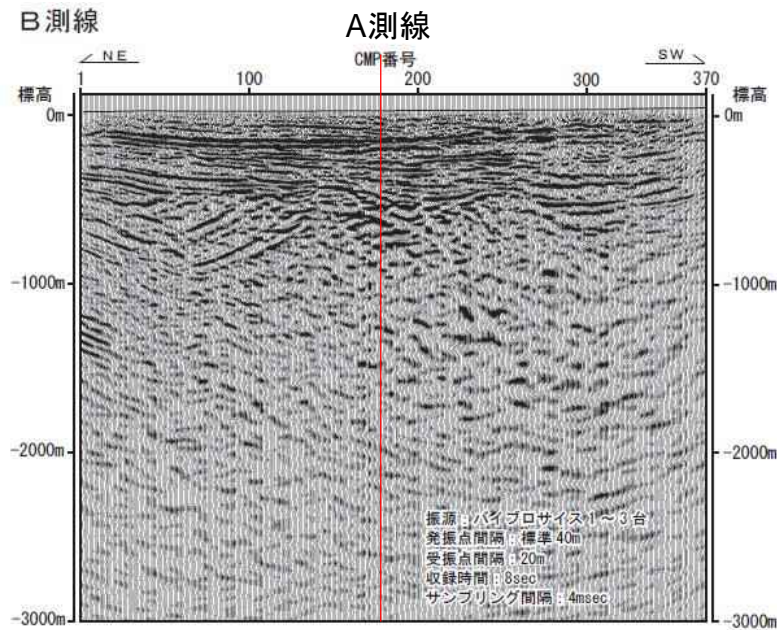 B測線
A測線
NE
CMP番号
SW
1
100
200
300
370
標高
標高
0m
0m
-1000m
-1000m
-2000m
-2000m
振源：バイブロサイス1～3台
発振点間隔：標準40m
受振点間隔：20m
収録時間：8sec
サンプリング間隔：4msec
-3000m
-3000m